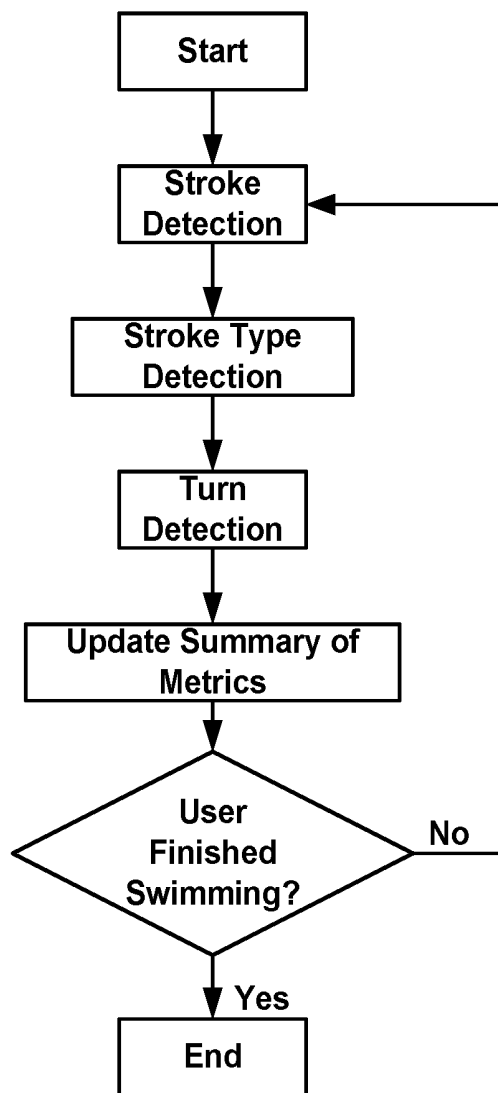 Start
Stroke
Detection
Stroke Type
Detection
Turn
Detection
Update Summary of
Metrics
User
Finished
Swimming?
No
Yes
End